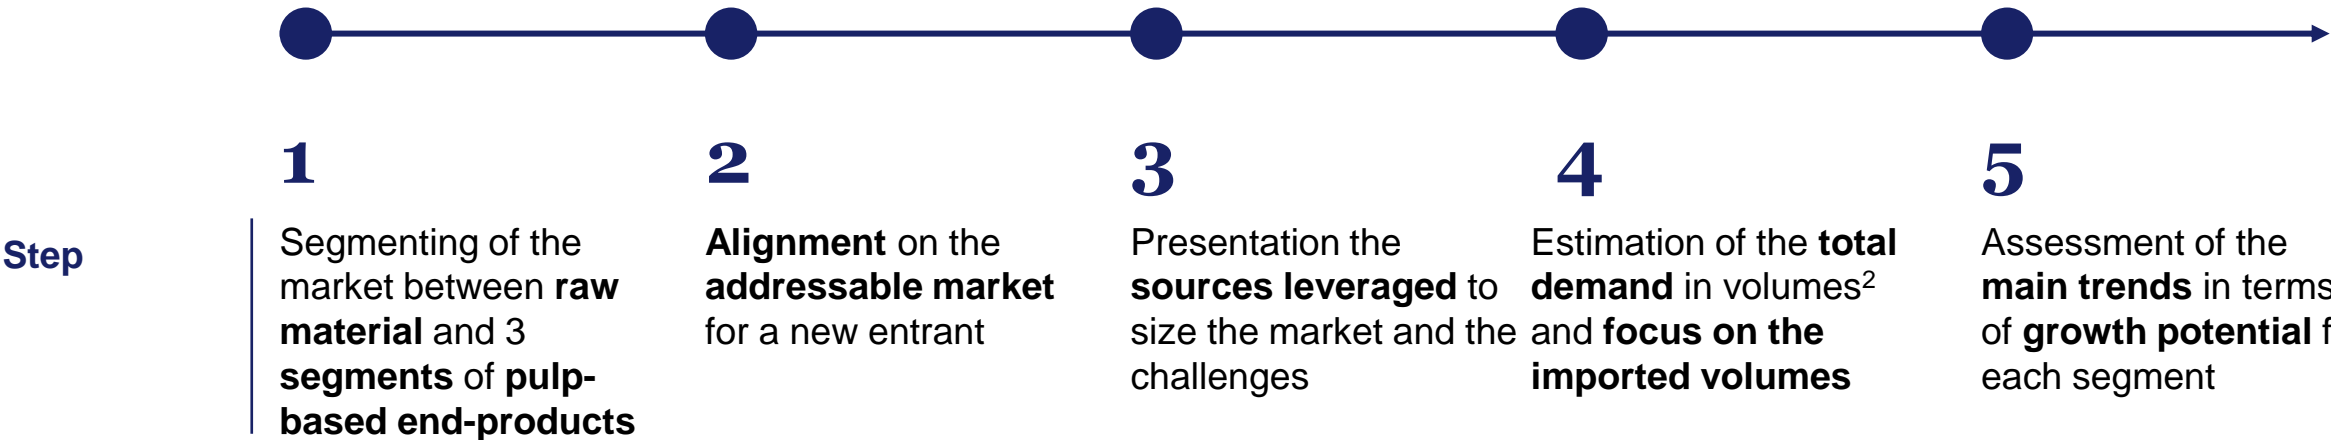 1
2
3
4
5
Step
Segmenting of the
market between raw
material and 3
segments of pulp-
based end-products
Alignment on the
addressable market
for a new entrant
Presentation the
sources leveraged to
size the market and the
challenges
Estimation of the total
demand in volumes²
and focus on the
imported volumes
Assessment of the
main trends in terms
of growth potential
each segment